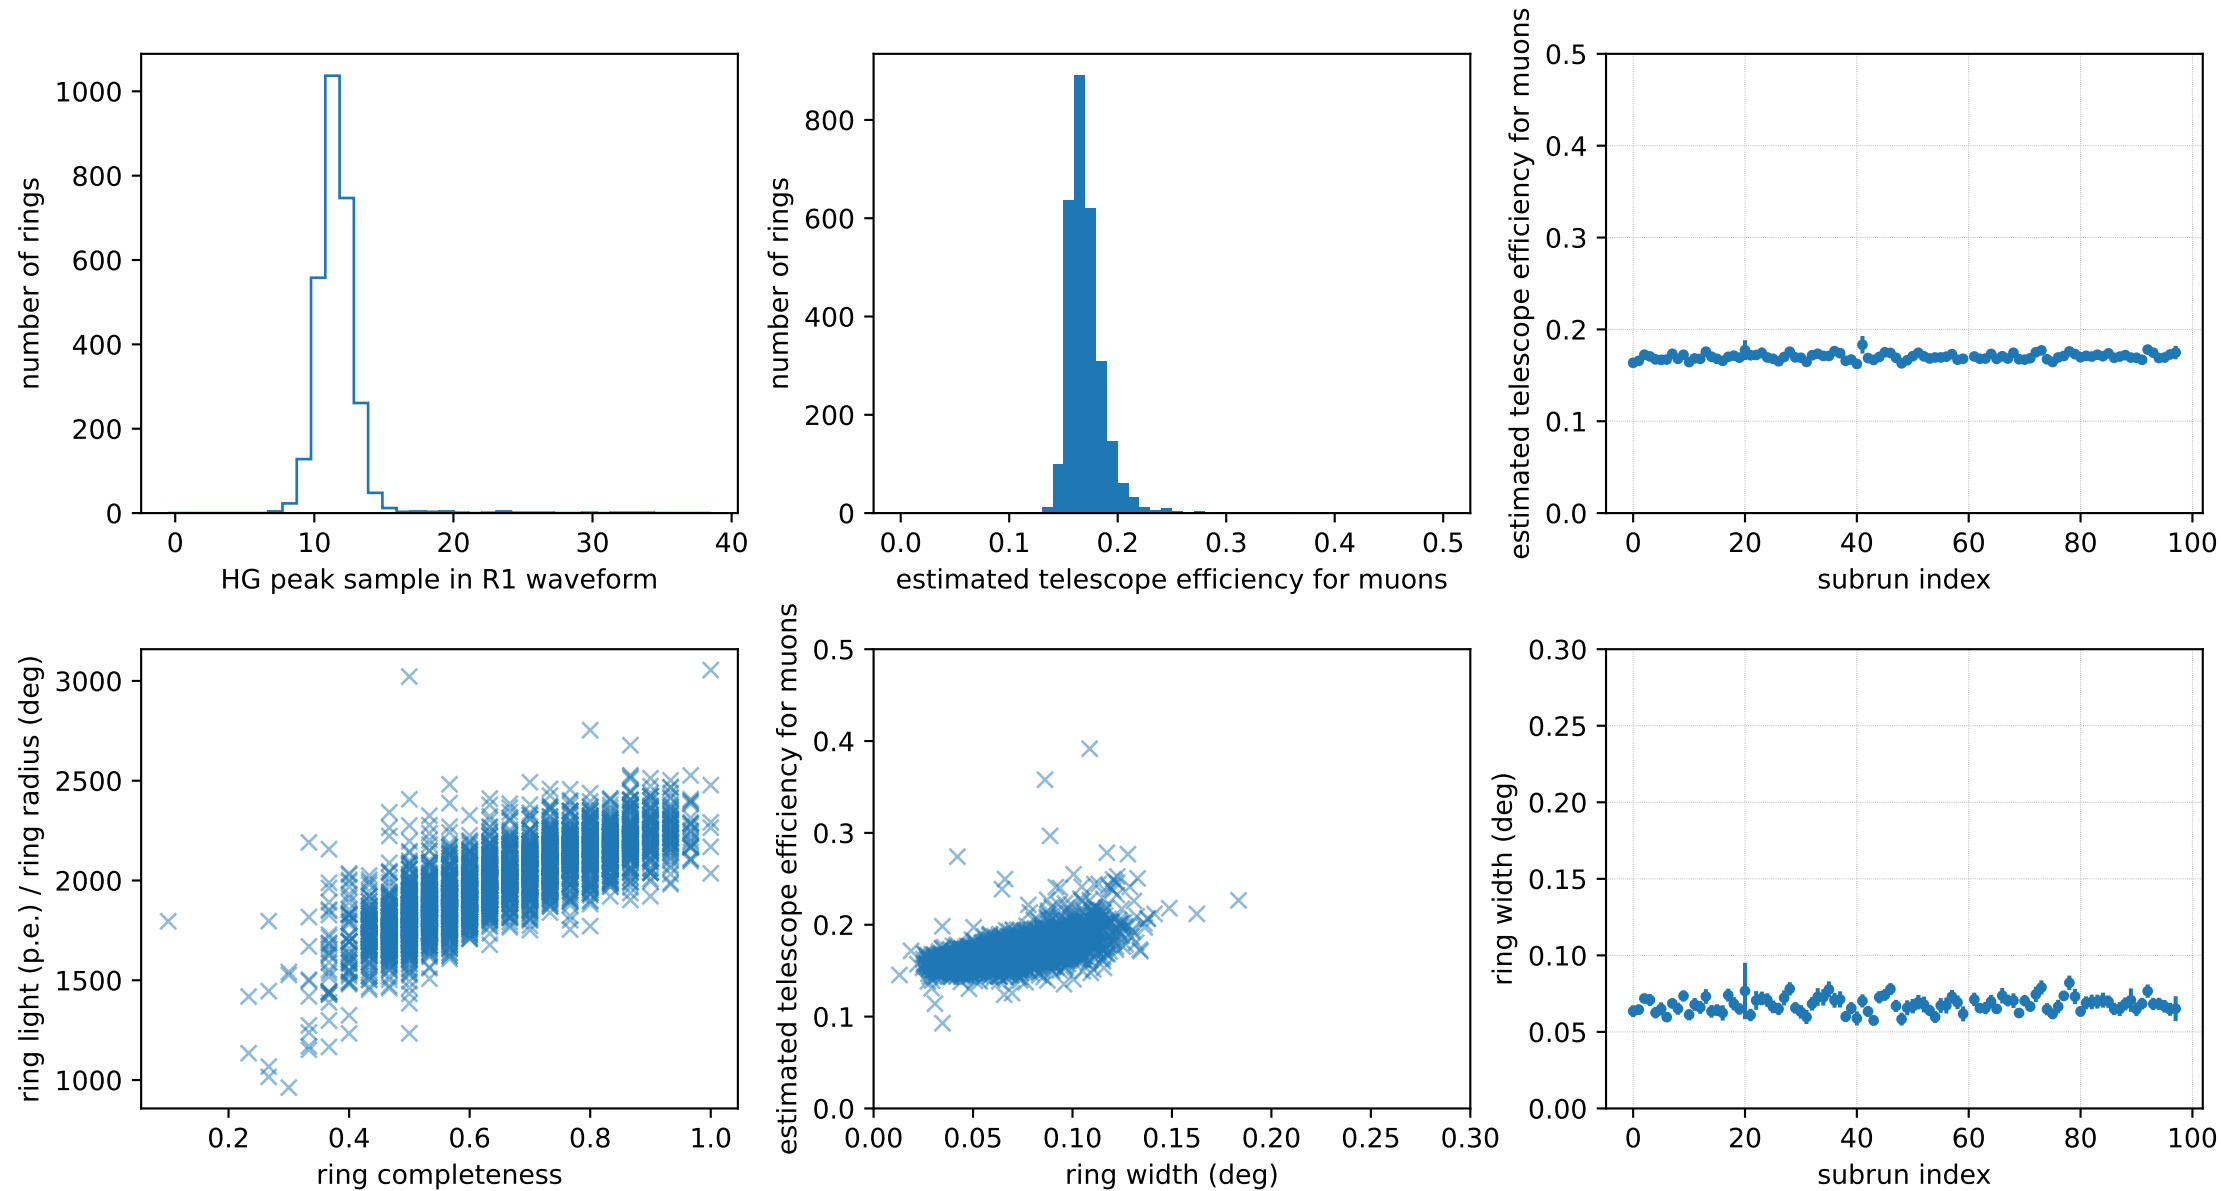 number of rings
1000
800
600
400
200
0
0 10 20 30 40
HG peak sample in R1 waveform
number of rings
800
600
400
200
0
0.0 0.1 0.2 0.3 0.4 0.5
estimated telescope efficiency for muons
estimated telescope efficiency for muons
0.5
0.4
0.3
0.2
0.1
0.0
0 20 40 60 80 100
subrun index
ring light (p.e.) / ring radius (deg)
3000
2500
2000
1500
1000
0.2 0.4 0.6 0.8 1.0
ring completeness
estimated telescope efficiency for muons
0.5
0.4
0.3
0.2
0.1
0.0
0.00 0.05 0.10 0.15 0.20 0.25 0.30
ring width (deg)
ring width (deg)
0.30
0.25
0.20
0.15
0.10
0.05
0.00
0 20 40 60 80 100
subrun index